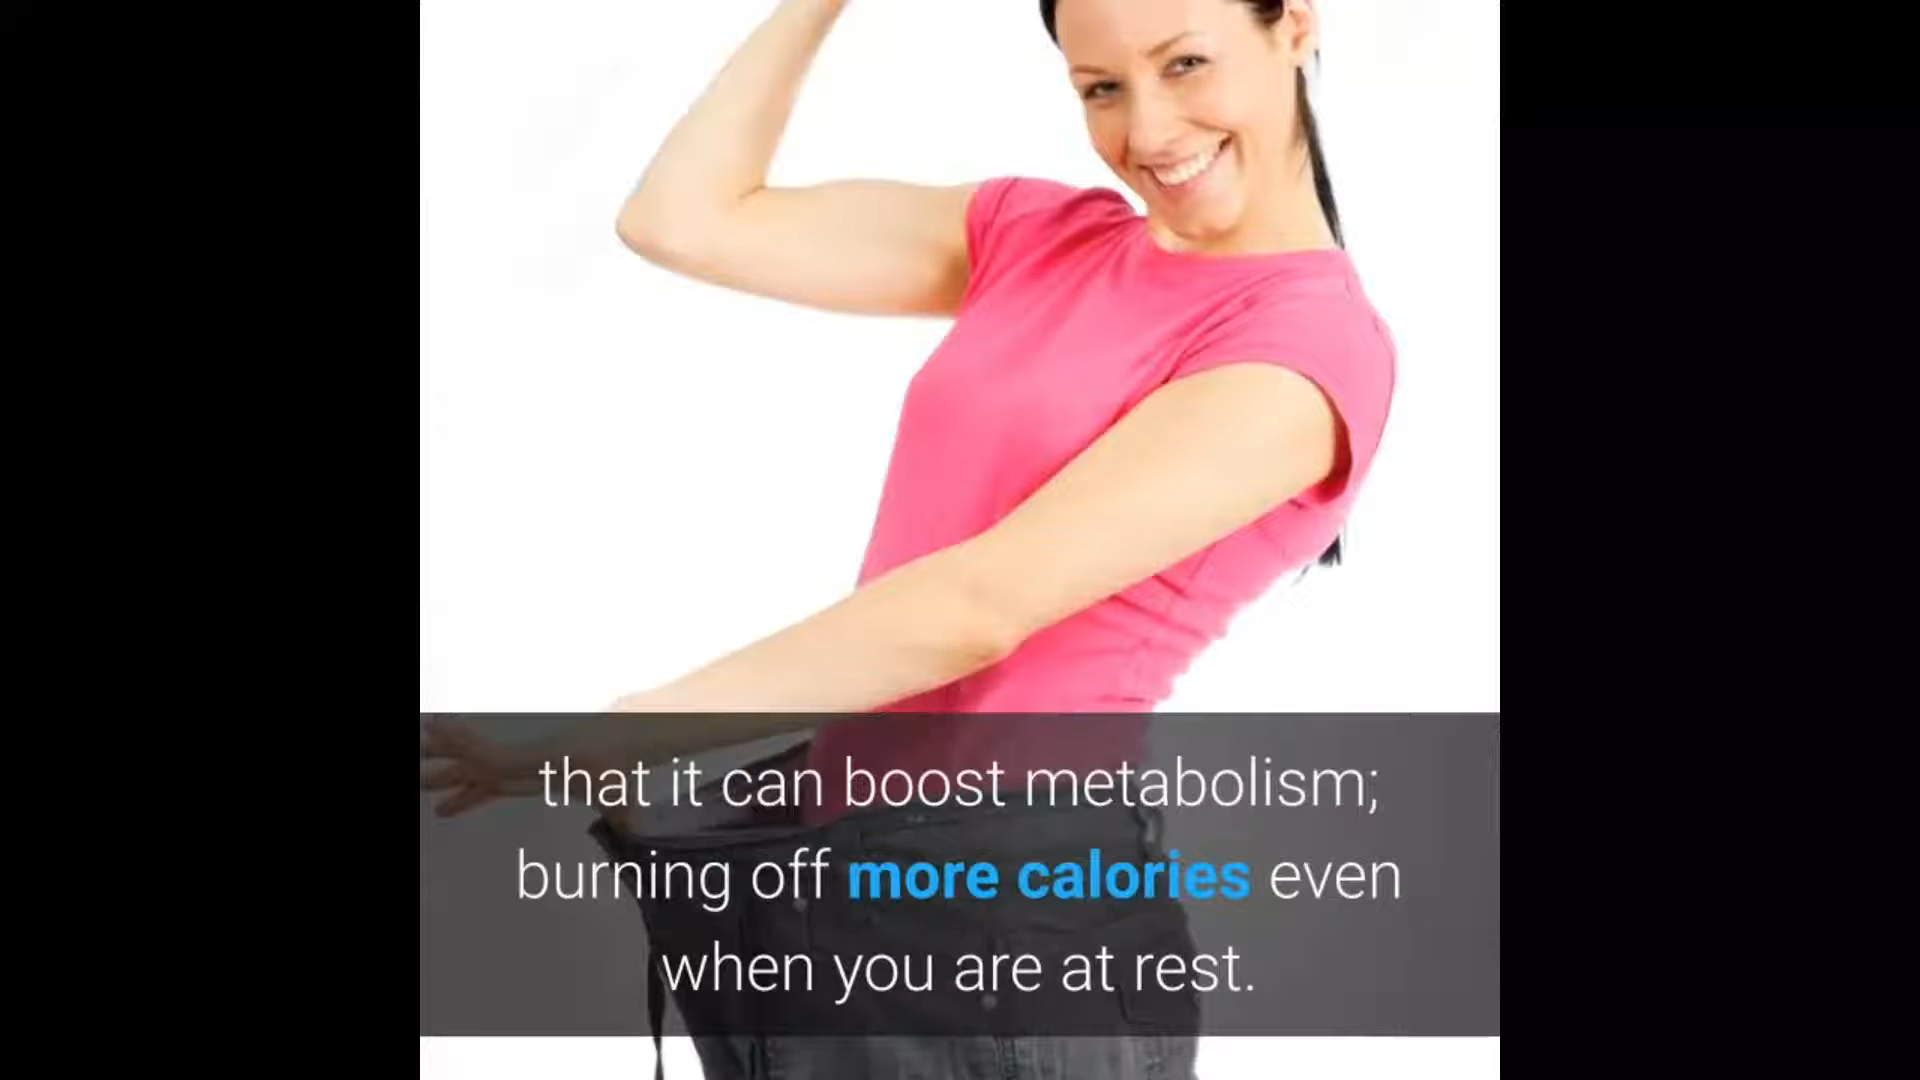 that it can boost metabolism;
burning off more calories even
when you are at rest.